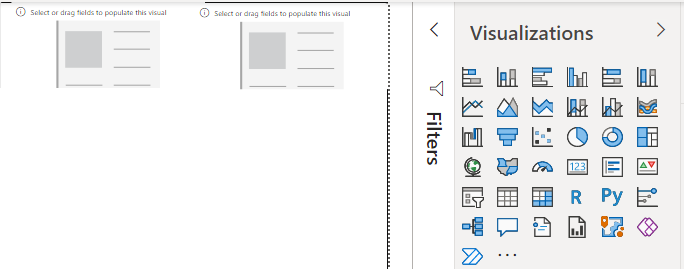 Select or drag fields to populate this visual
Select or drag fields to populate this visual
Visualizations
Filters
123
R
Py